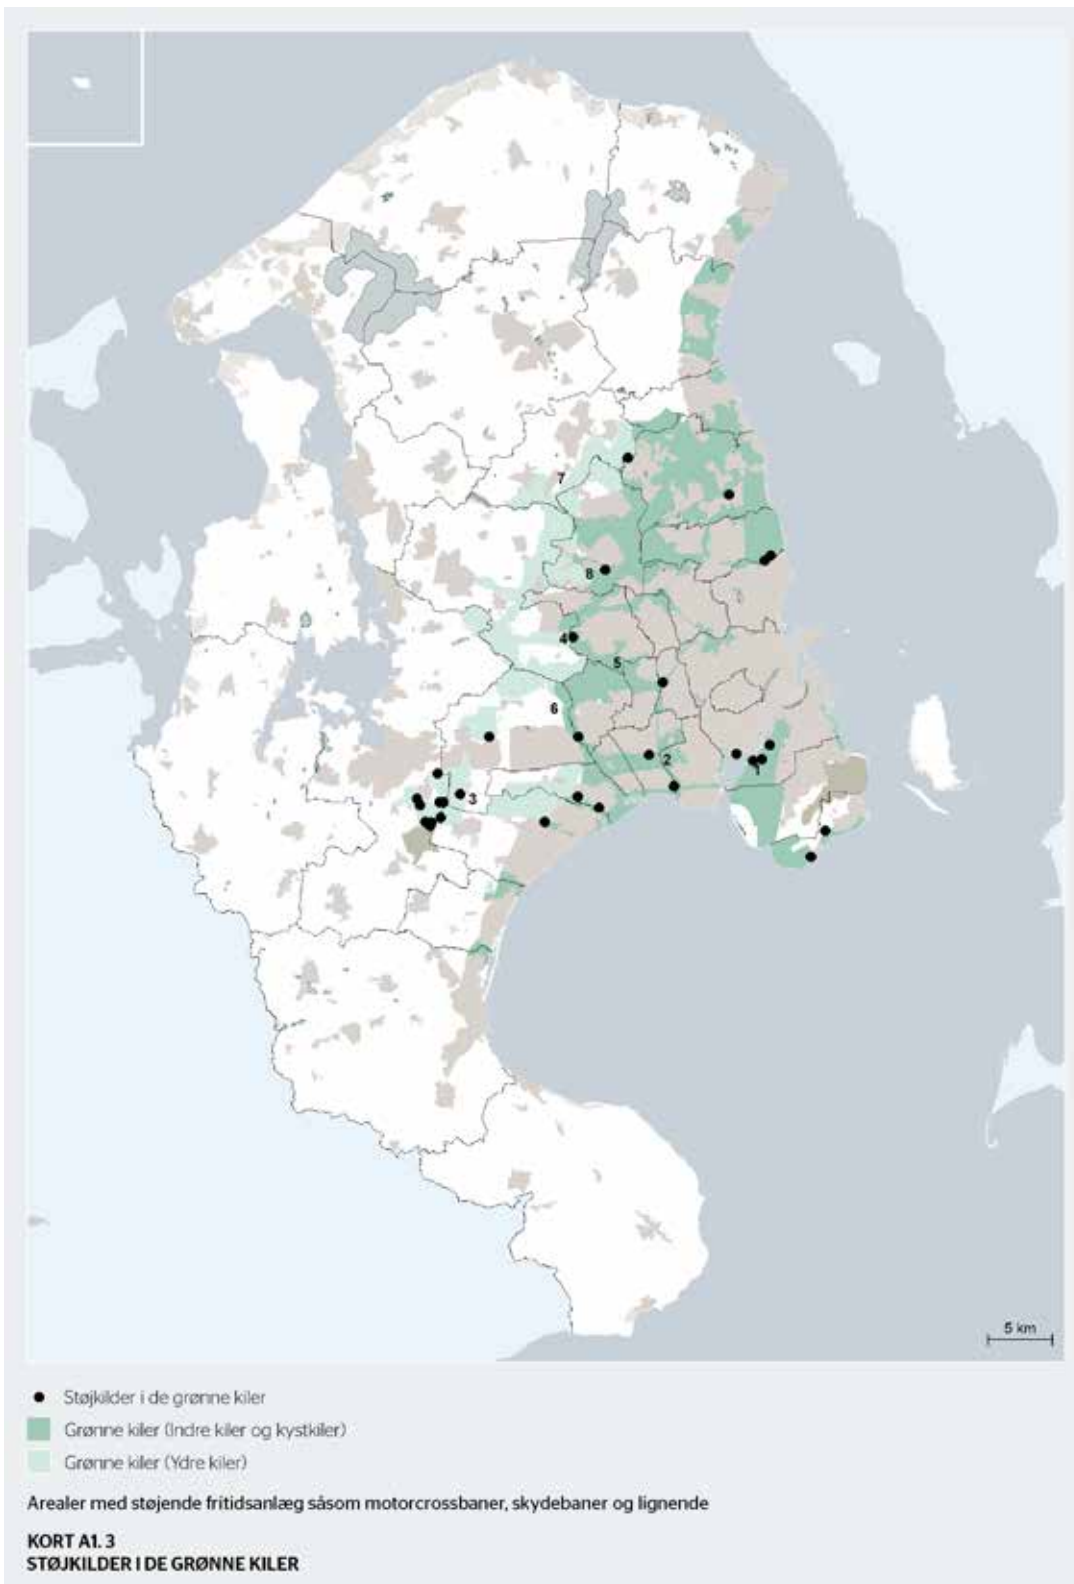 7
8
4
5
6
2
1
3
5 km
Støjkilder i de grønne kiler
Grønne kiler (Indre kiler og kystkiler)
Grønne kiler (Ydre kiler)
Arealer med støjende fritidsanlæg såsom motorcrossbaner, skydebaner og lignende
KORT A1. 3
STØJKILDER I DE GRØNNE KILER